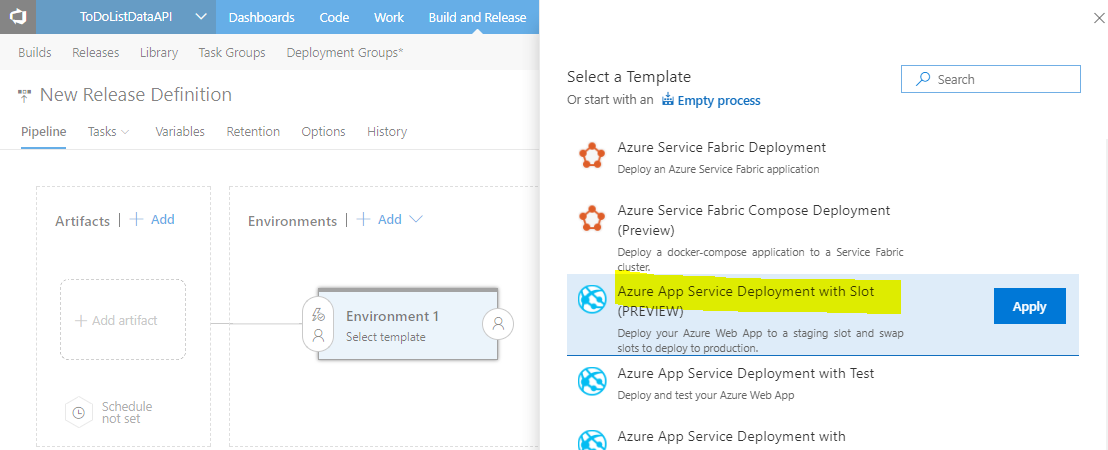 ToDoListDataAPI Dashboards Code Work Build and Release
Builds Releases Library Task Groups Deployment Groups*
New Release Definition
Pipeline Tasks Variables Retention Options History
Artifacts | + Add
Environments | + Add
+ Add artifact
Environment 1
Select template
Schedule
not set
Select a Template
Or start with an Empty process
Search
Azure Service Fabric Deployment
Deploy an Azure Service Fabric application
Azure Service Fabric Compose Deployment
(Preview)
Deploy a docker-compose application to a Service Fabric
cluster.
Azure App Service Deployment with Slot
(PREVIEW)
Deploy your Azure Web App to a staging slot and swap
slots to deploy to production.
Apply
Azure App Service Deployment with Test
Deploy and test your Azure Web App
Azure App Service Deployment with